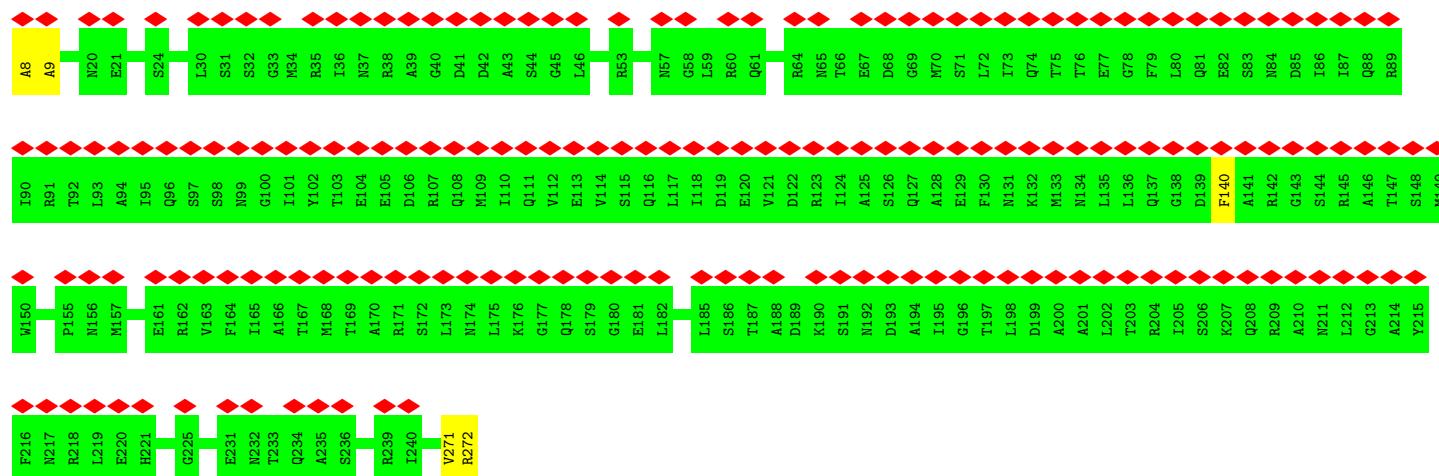 A8 A9 N20 E21 S24 L30 S31 S32 G33 M34 R35 I36 N37 R38 A39 G40 D41 D42 A43 S44 G45 L46 R53 N57 G58 L59 R60 Q61 R64 N65 T66 E67 D68 G69 M70 S71 L72 I73 Q74 T75 T76 E77 G78 F79 L80 Q81 E82 S83 N84 D85 I86 I87 Q88 R89
I90 R91 T92 L93 A94 I95 Q96 S97 S98 N99 G100 I101 Y102 T103 E104 E105 D106 R107 Q108 M109 I110 Q111 V112 E113 V114 S115 Q116 L117 I118 D119 E120 V121 D122 R123 I124 A125 S126 Q127 A128 E129 F130 N131 K132 M133 N134 L135 L136 Q137 G138 D139 F140 A141 R142 G143 S144 R145 A146 T147 S148 M149
W150 P155 N156 M157 E161 R162 V163 F164 I165 A166 T167 M168 T169 A170 R171 S172 L173 N174 L175 K176 G177 Q178 S179 G180 E181 L182 L185 S186 T187 A188 D189 K190 S191 N192 D193 A194 I195 G196 T197 L198 D199 A200 A201 L202 T203 R204 I205 S206 K207 Q208 R209 A210 N211 L212 G213 A214 Y215
F216 N217 R218 L219 E220 H221 G225 E231 N232 T233 Q234 A235 S236 R239 I240 V271 R272